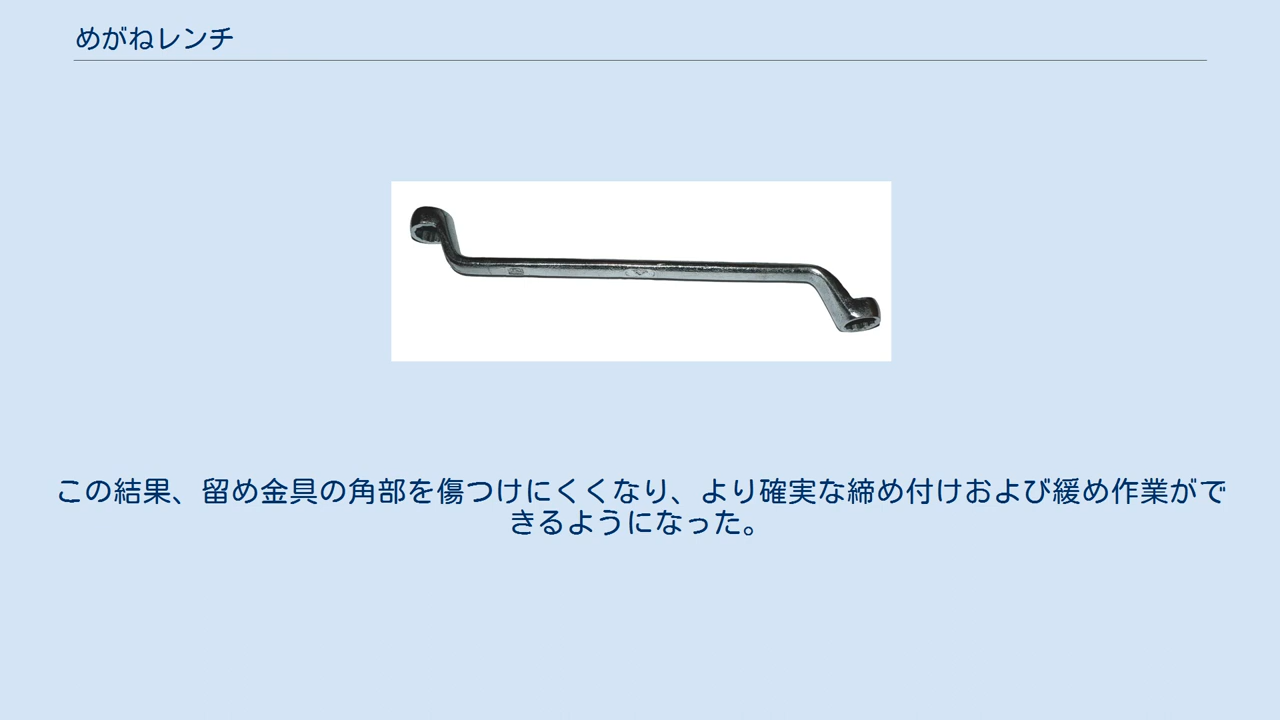 めがねレンチ
この結果、留め金具の角部を傷つけにくくなり、より確実な締め付けおよび緩め作業がで
きるようになった。